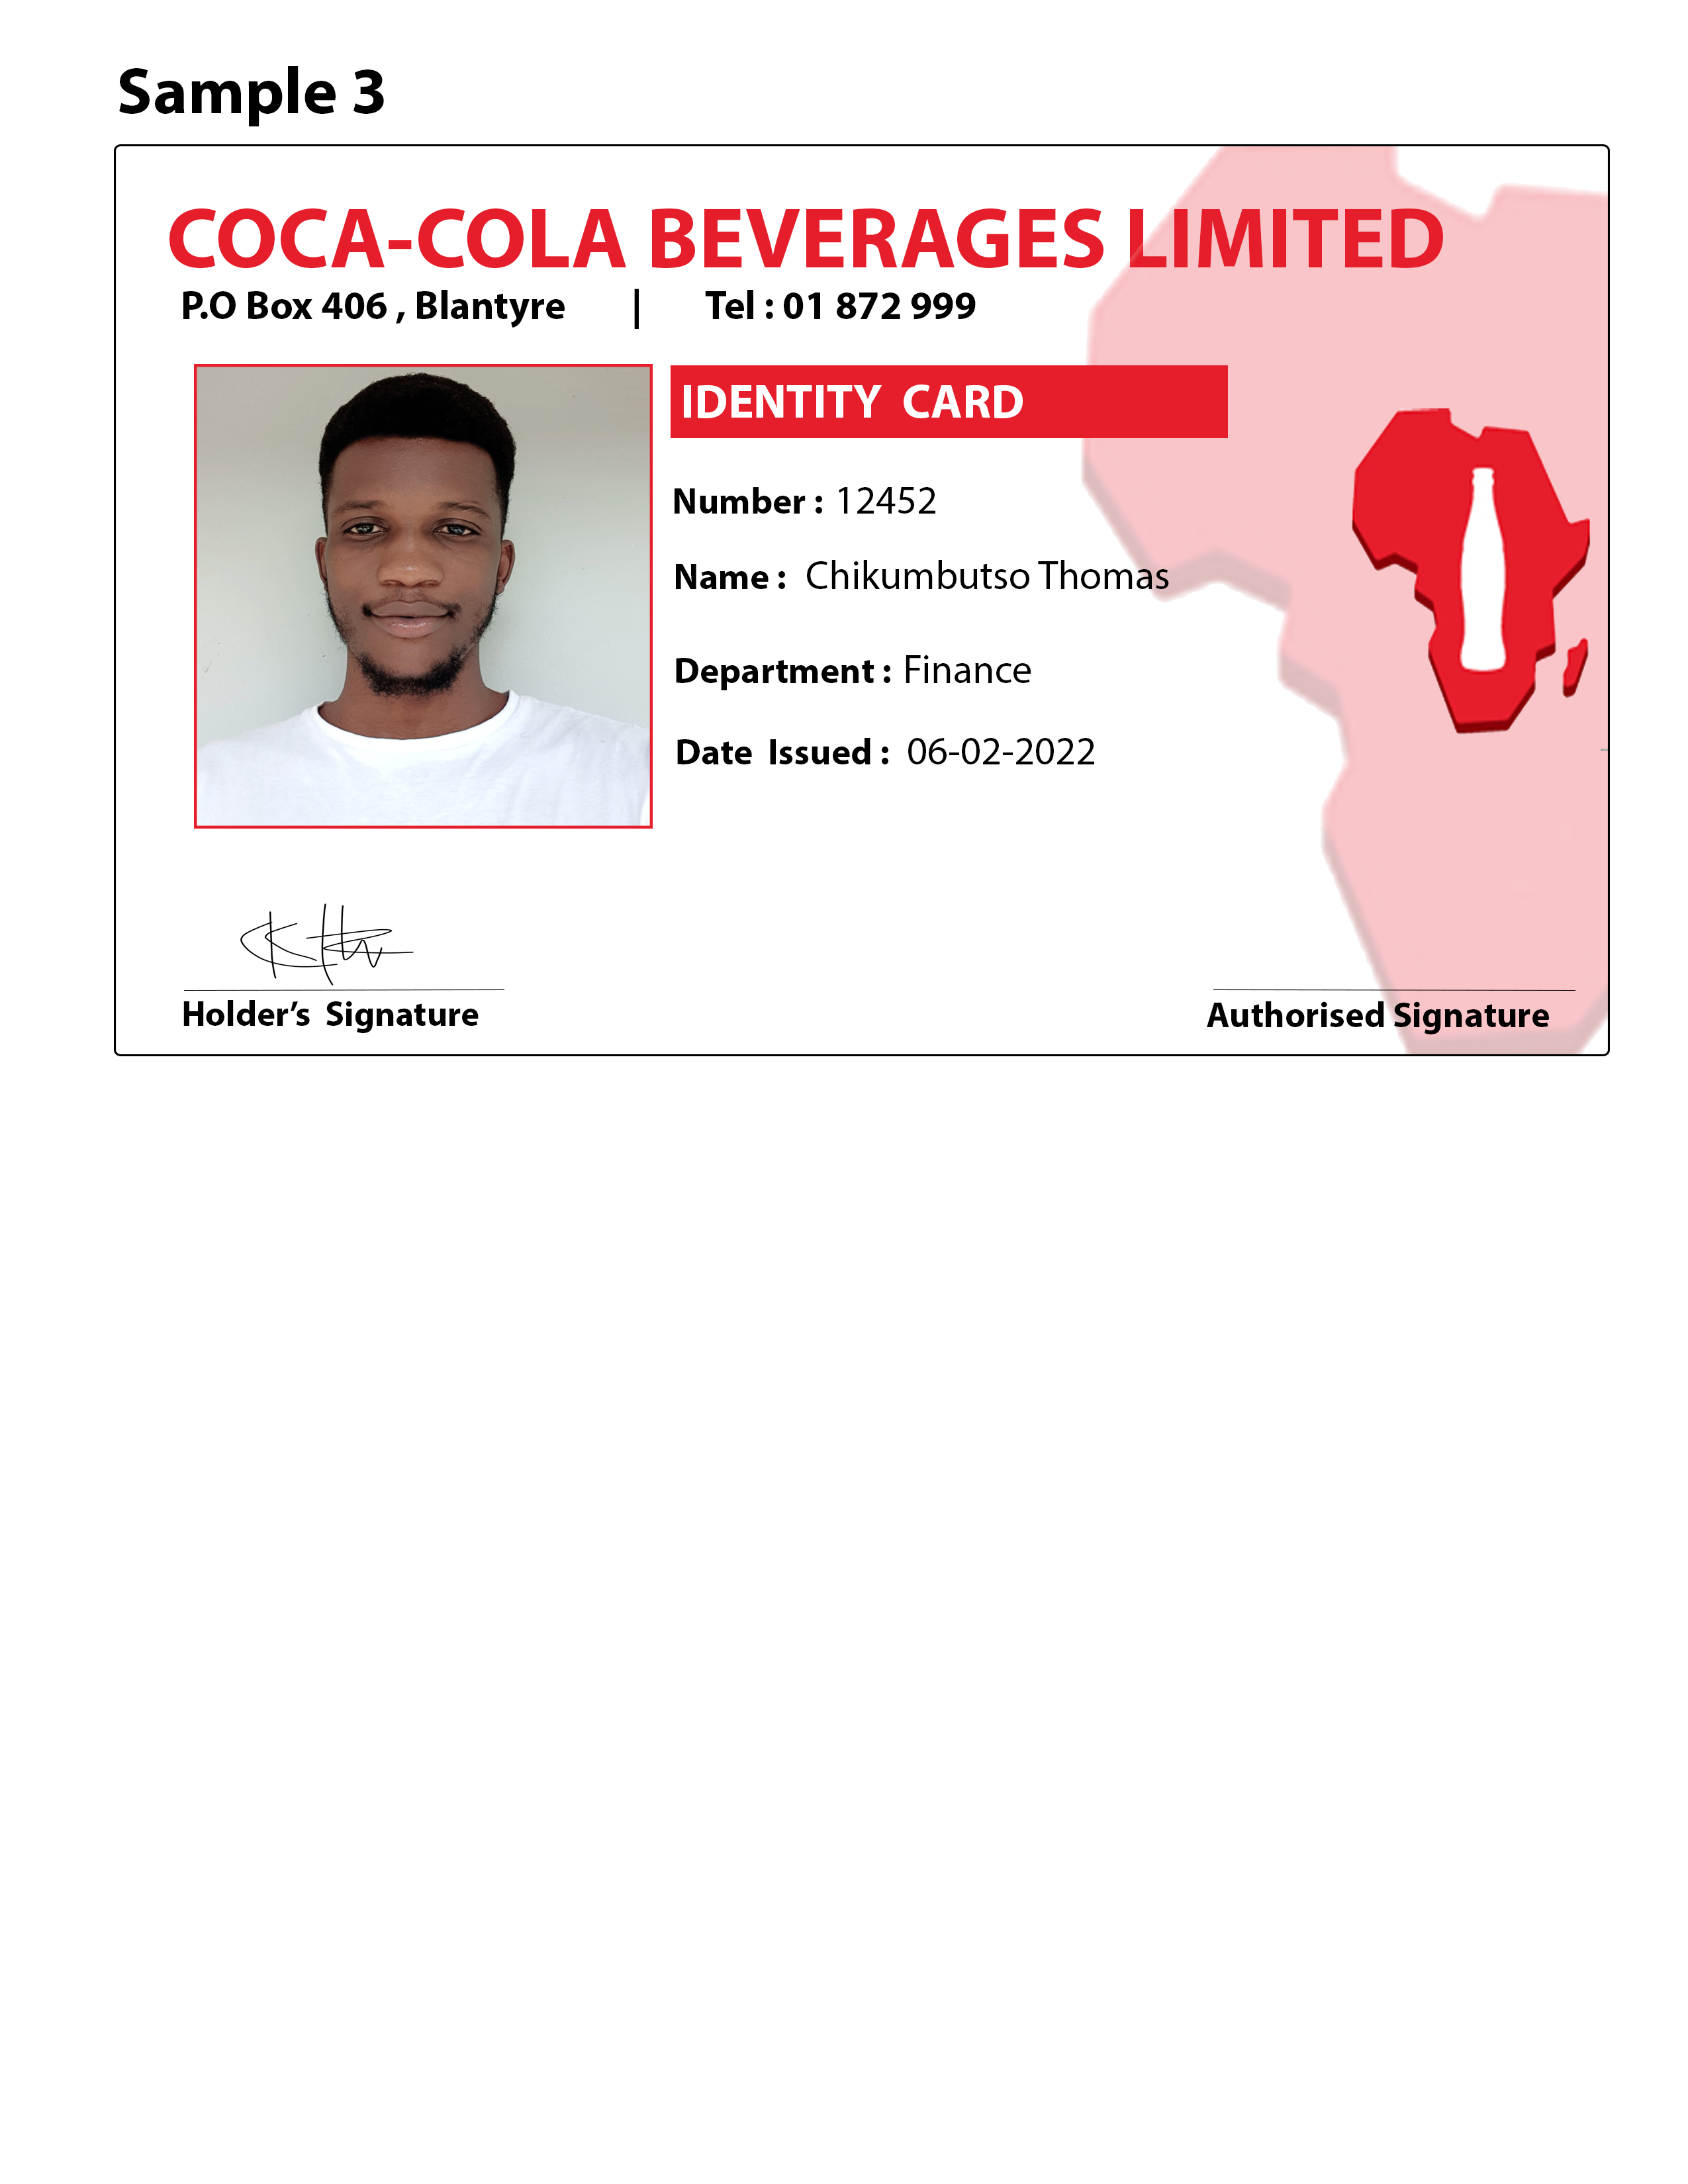 Sample 3
COCA-COLA BEVERAGES LIMITED
P.O Box 406 , Blantyre | Tel : 01 872 999
IDENTITY CARD
Number : 12452
Name : Chikumbutso Thomas
Department : Finance
Date Issued : 06-02-2022
Holder’s Signature
Authorised Signature